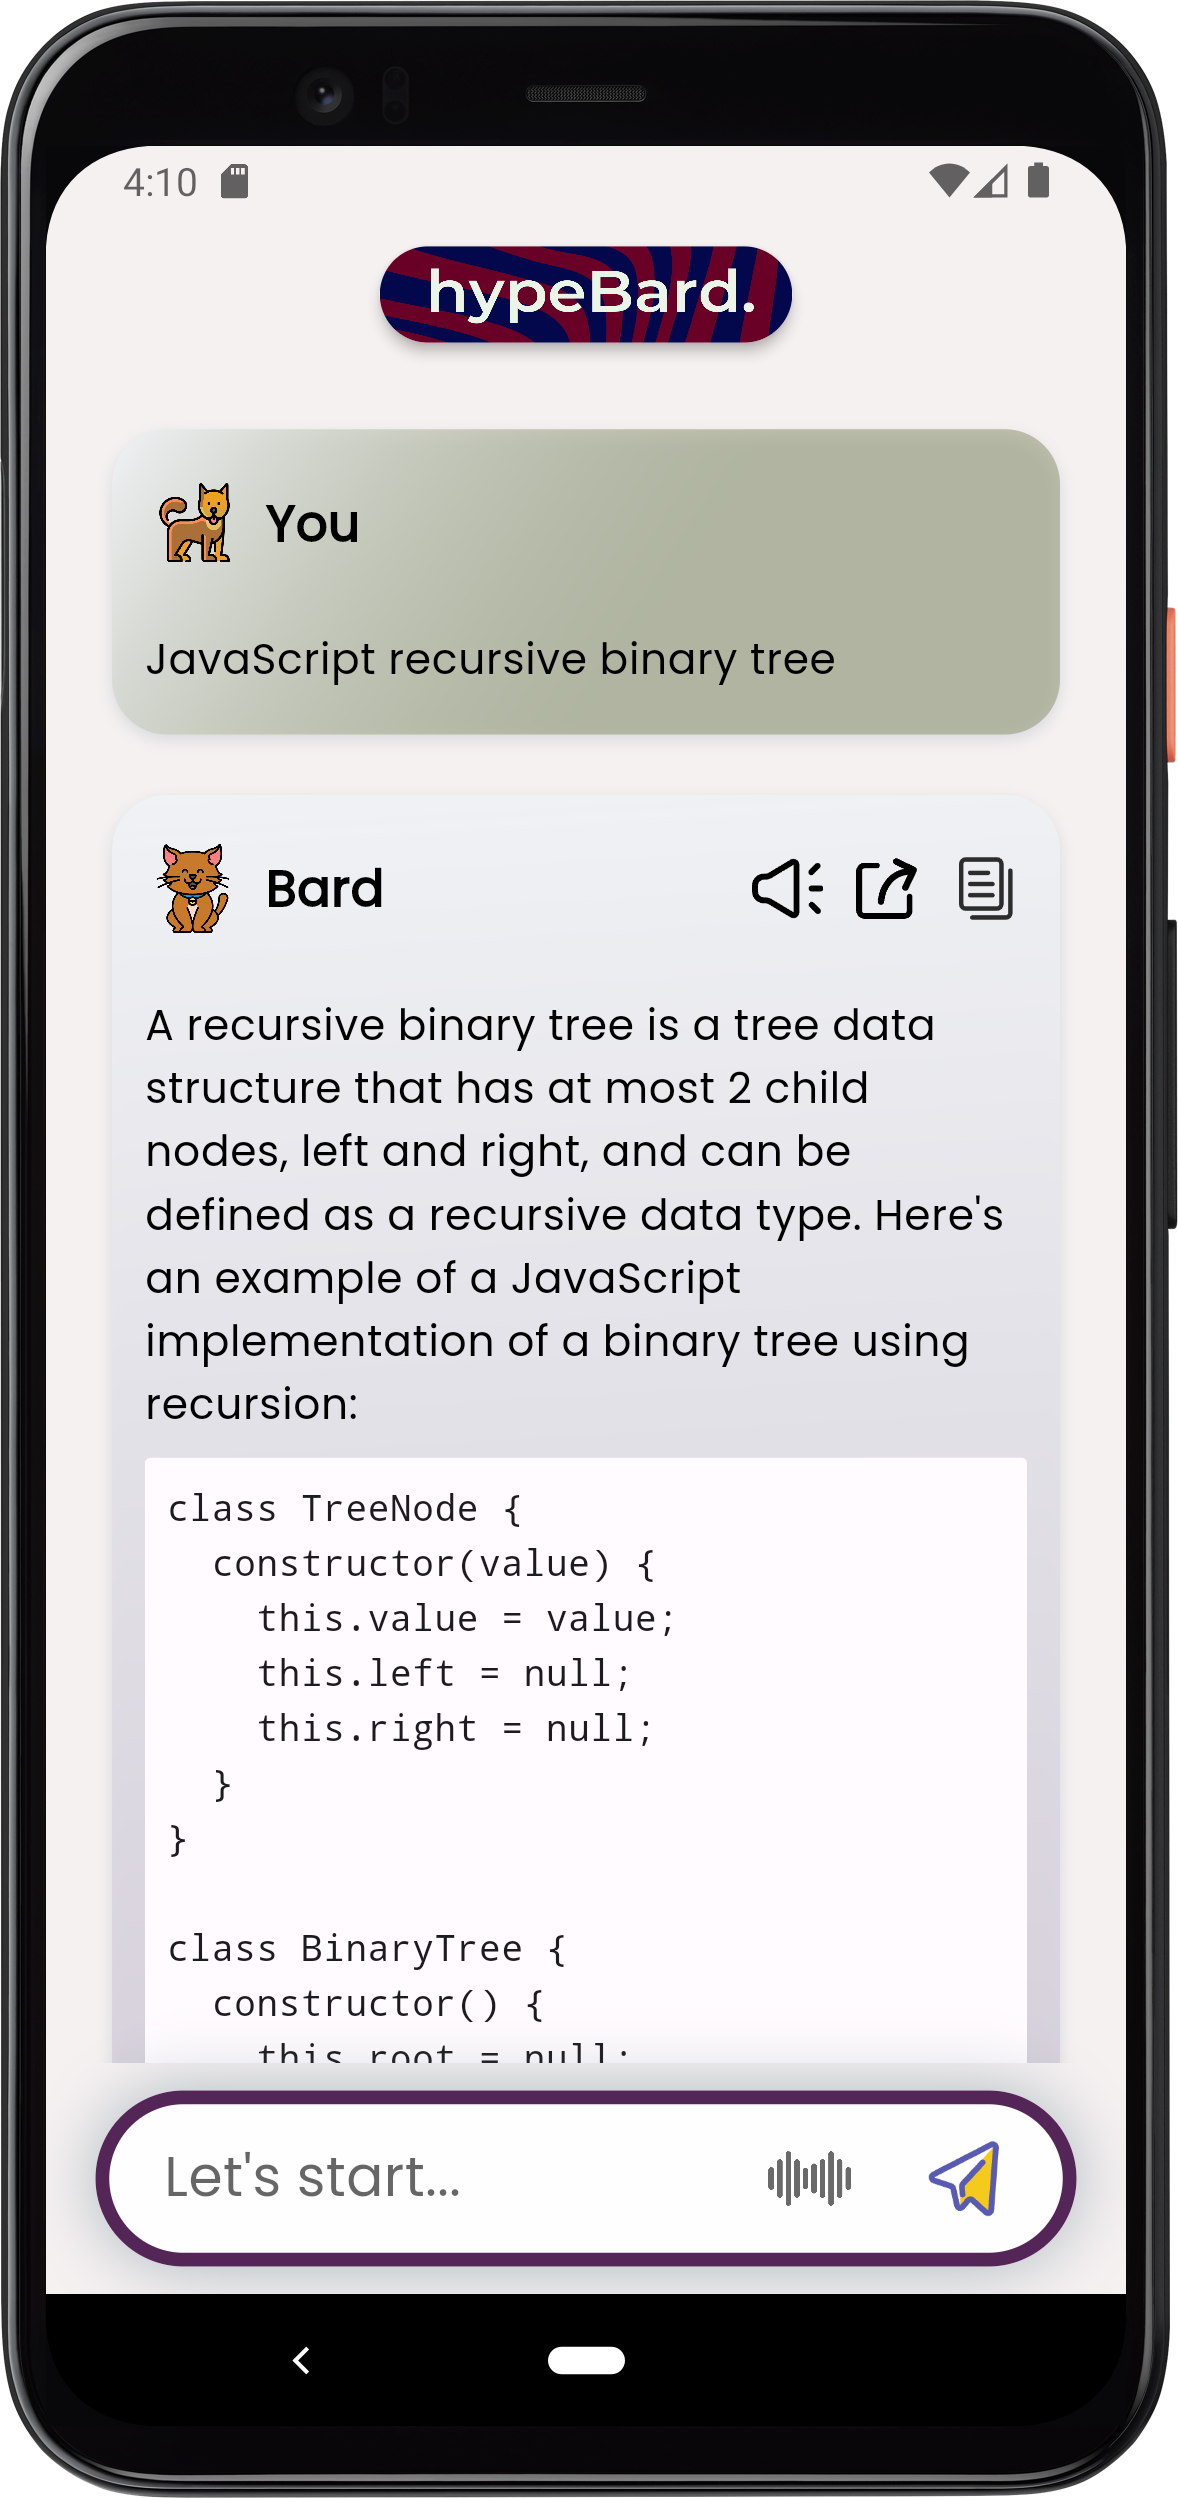 4:10
hypeBard.
You
JavaScript recursive binary tree
Bard
A recursive binary tree is a tree data
structure that has at most 2 child
nodes, left and right, and can be
defined as a recursive data type. Here's
an example of a JavaScript
implementation of a binary tree using
recursion:
class TreeNode {
  constructor(value) {
    this.value = value;
    this.left = null;
    this.right = null;
  }
}
class BinaryTree {
  constructor() {
    this.root = null;
Let's start...